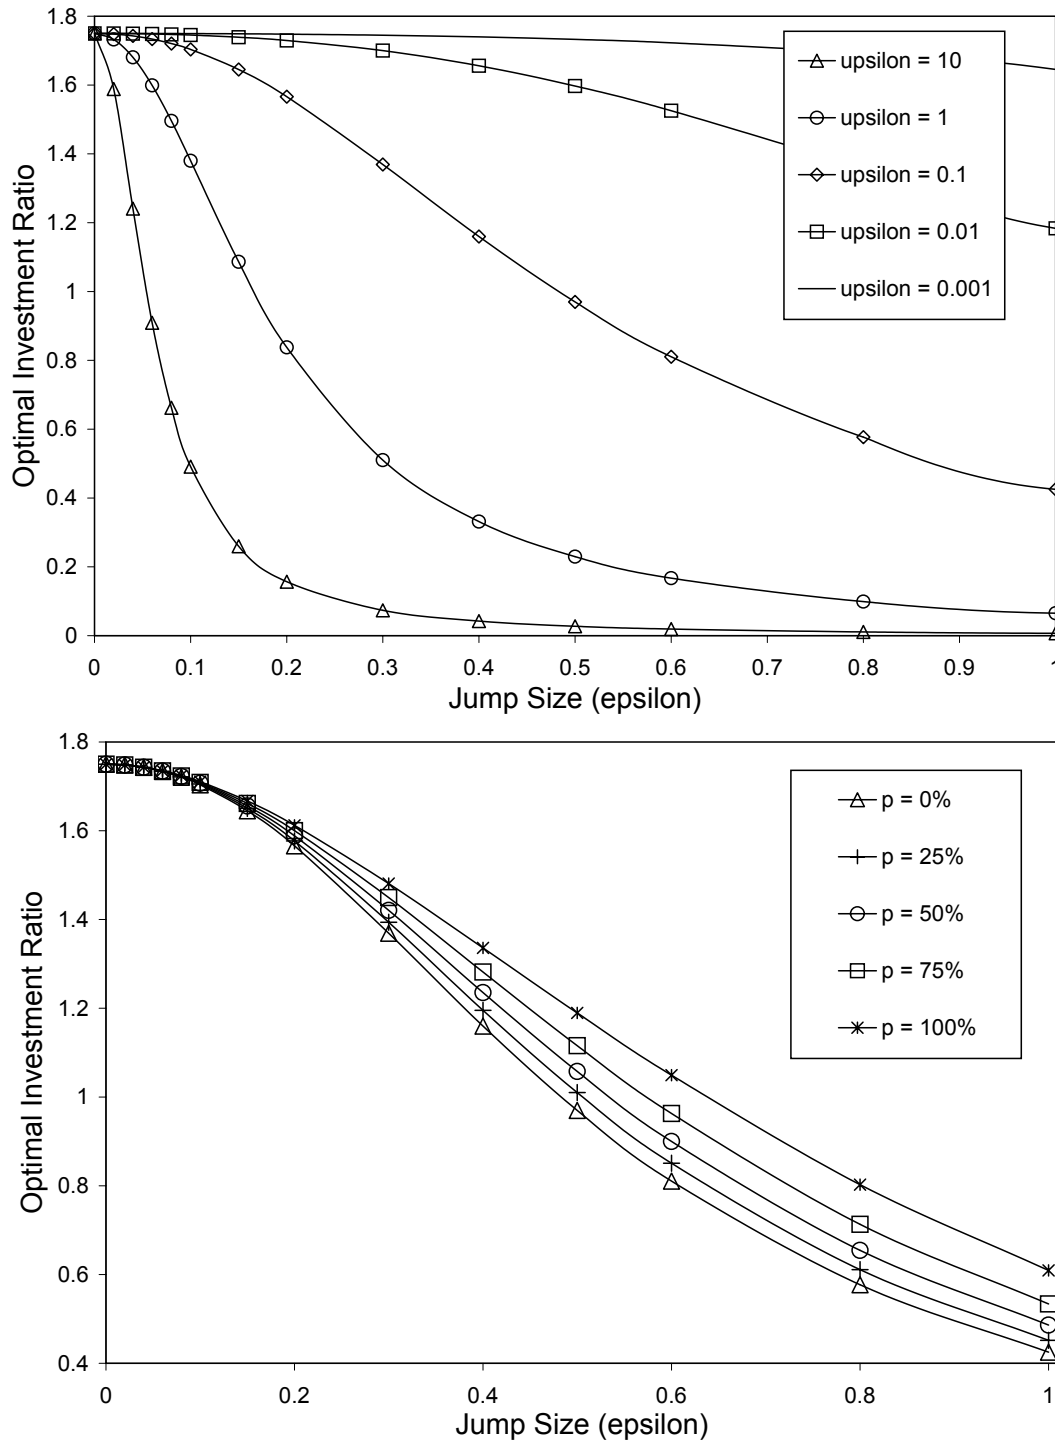 1.8
1.6
1.4
1.2
1
0.8
0.6
0.4
0.2
0
Optimal Investment Ratio
upsilon = 10
upsilon = 1
upsilon = 0.1
upsilon = 0.01
upsilon = 0.001
0 0.1 0.2 0.3 0.4 0.5 0.6 0.7 0.8 0.9 1
Jump Size (epsilon)
1.8
1.6
1.4
1.2
1
0.8
0.6
0.4
Optimal Investment Ratio
p = 0%
p = 25%
p = 50%
p = 75%
p = 100%
0 0.2 0.4 0.6 0.8 1
Jump Size (epsilon)